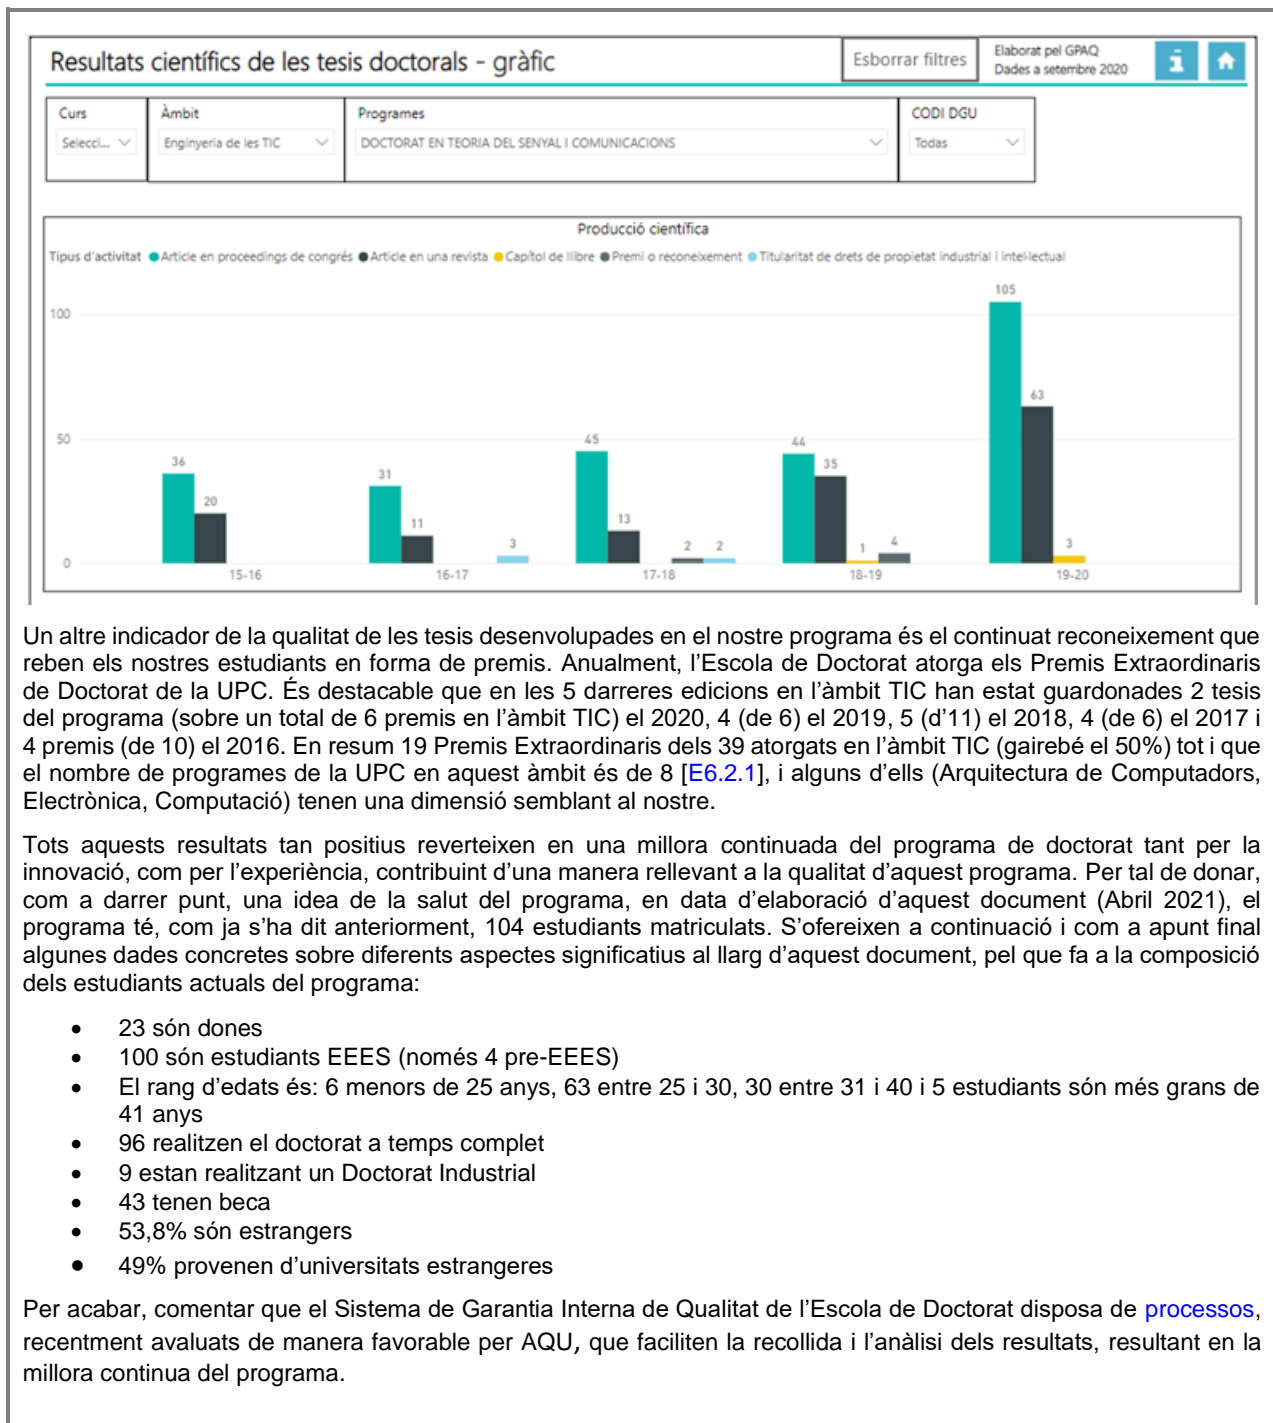 Resultats científics de les tesis doctorals - gràfic
Esborrar filtres
Elaborat pel GPAQ
Dades a setembre 2020
Curs
Àmbit
Programes
CODI DGU
Selecci...
Enginyeria de les TIC
DOCTORAT EN TEORIA DEL SENYAL I COMUNICACIONS
Todas
Producció científica
Tipus d'activitat Article en proceedings de congrés Article en una revista Capítol de llibre Premi o reconeixement Titularitat de drets de propietat industrial i intel·lectual
100
50
0
36
20
31
11
3
45
13
2
2
44
35
1
4
105
63
3
15-16
16-17
17-18
18-19
19-20
Un altre indicador de la qualitat de les tesis desenvolupades en el nostre programa és el continuat reconeixement que
reben els nostres estudiants en forma de premis. Anualment, l’Escola de Doctorat atorga els Premis Extraordinaris
de Doctorat de la UPC. És destacable que en les 5 darreres edicions en l’àmbit TIC han estat guardonades 2 tesis
del programa (sobre un total de 6 premis en l’àmbit TIC) el 2020, 4 (de 6) el 2019, 5 (d’11) el 2018, 4 (de 6) el 2017 i
4 premis (de 10) el 2016. En resum 19 Premis Extraordinaris dels 39 atorgats en l’àmbit TIC (gairebé el 50%) tot i que
el nombre de programes de la UPC en aquest àmbit és de 8 [E6.2.1], i alguns d’ells (Arquitectura de Computadors,
Electrònica, Computació) tenen una dimensió semblant al nostre.
Tots aquests resultats tan positius reverteixen en una millora continuada del programa de doctorat tant per la
innovació, com per l’experiència, contribuint d’una manera rellevant a la qualitat d’aquest programa. Per tal de donar,
com a darrer punt, una idea de la salut del programa, en data d’elaboració d’aquest document (Abril 2021), el
programa té, com ja s’ha dit anteriorment, 104 estudiants matriculats. S’ofereixen a continuació i com a apunt final
algunes dades concretes sobre diferents aspectes significatius al llarg d’aquest document, pel que fa a la composició
dels estudiants actuals del programa:
• 23 són dones
• 100 són estudiants EEES (només 4 pre-EEES)
• El rang d’edats és: 6 menors de 25 anys, 63 entre 25 i 30, 30 entre 31 i 40 i 5 estudiants són més grans de
41 anys
• 96 realitzen el doctorat a temps complet
• 9 estan realitzant un Doctorat Industrial
• 43 tenen beca
• 53,8% són estrangers
• 49% provenen d’universitats estrangeres
Per acabar, comentar que el Sistema de Garantia Interna de Qualitat de l’Escola de Doctorat disposa de processos,
recentment avaluats de manera favorable per AQU, que faciliten la recollida i l’anàlisi dels resultats, resultant en la
millora continua del programa.